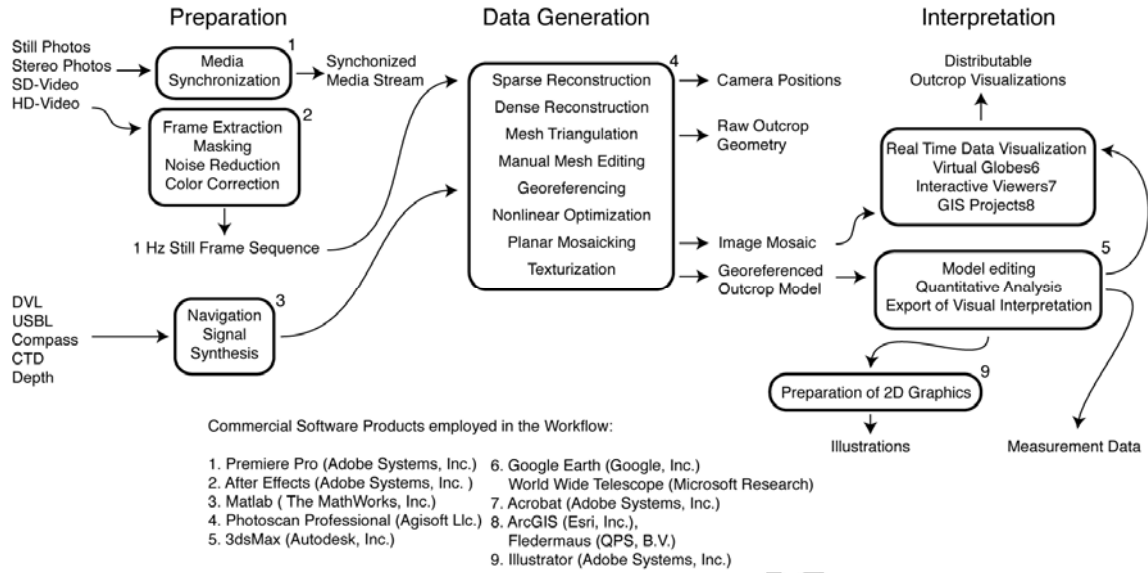 Preparation
Data Generation
Interpretation
Still Photos
Stereo Photos
SD-Video
HD-Video
1
Media
Synchronization
Synchonized
Media Stream
2
Frame Extraction
Masking
Noise Reduction
Color Correction
1 Hz Still Frame Sequence
DVL
USBL
Compass
CTD
Depth
3
Navigation
Signal
Synthesis
4
Sparse Reconstruction
Dense Reconstruction
Mesh Triangulation
Manual Mesh Editing
Georeferencing
Nonlinear Optimization
Planar Mosaicking
Texturization
Camera Positions
Raw Outcrop
Geometry
Image Mosaic
Georeferenced
Outcrop Model
Distributable
Outcrop Visualizations
Real Time Data Visualization
Virtual Globes6
Interactive Viewers7
GIS Projects8
5
Model editing
Quantitative Analysis
Export of Visual Interpretation
9
Preparation of 2D Graphics
Illustrations
Measurement Data
Commercial Software Products employed in the Workflow:
1. Premiere Pro (Adobe Systems, Inc.)
2. After Effects (Adobe Systems, Inc. )
3. Matlab ( The MathWorks, Inc.)
4. Photoscan Professional (Agisoft Llc.)
5. 3dsMax (Autodesk, Inc.)
6. Google Earth (Google, Inc.)
World Wide Telescope (Microsoft Research)
7. Acrobat (Adobe Systems, Inc.)
8. ArcGIS (Esri, Inc.),
Fledermaus (QPS, B.V.)
9. Illustrator (Adobe Systems, Inc.)